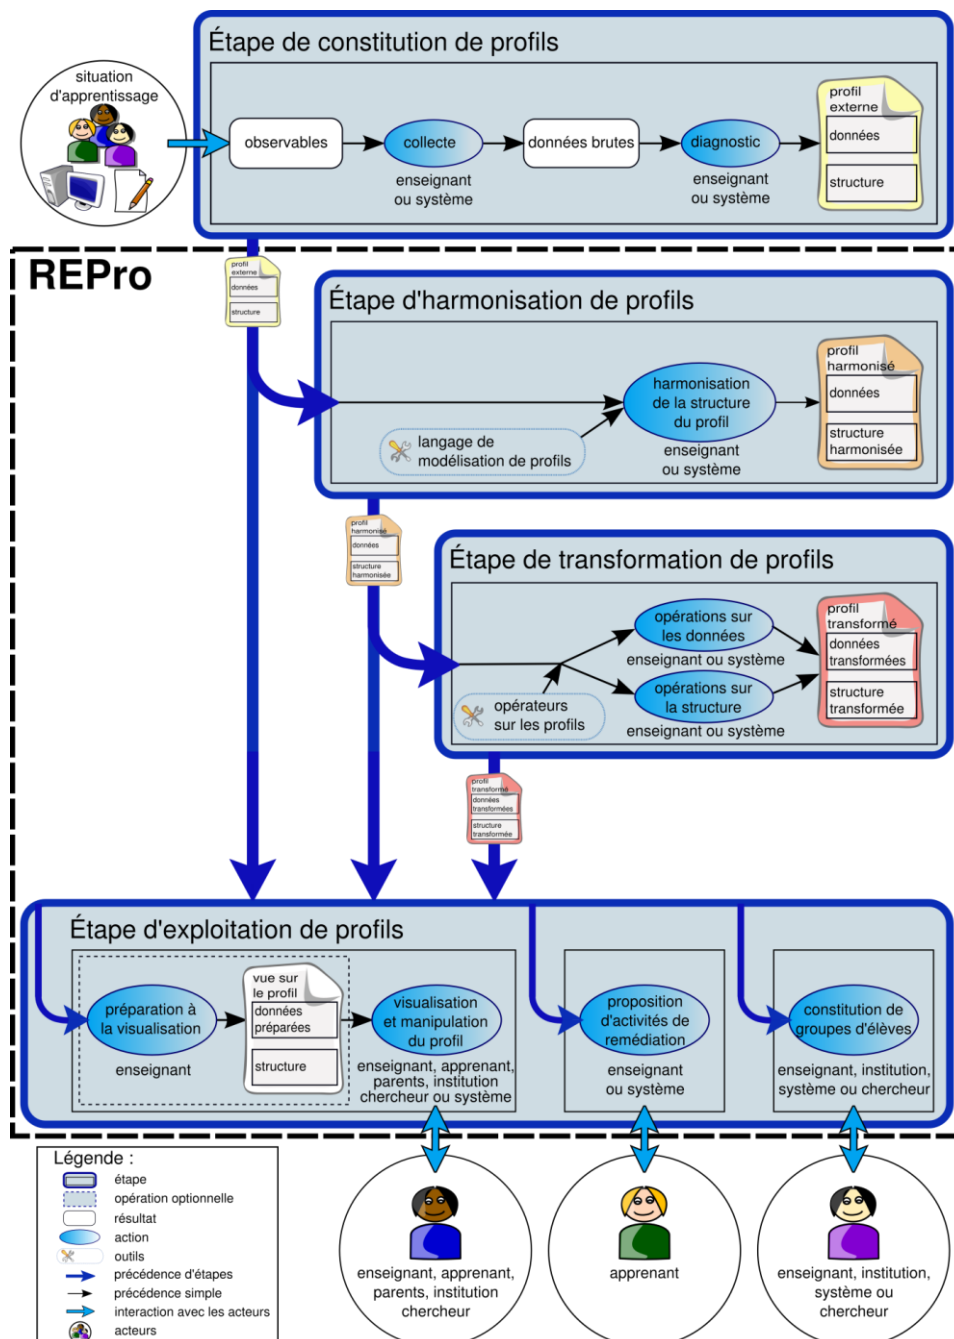 Étape de constitution de profils
situation
d'apprentissage
observables
collecte
enseignant
ou système
données brutes
diagnostic
enseignant
ou système
profil
externe
données
structure
REPro
profil
externe
données
structure
Étape d'harmonisation de profils
harmonisation
de la structure
du profil
enseignant
ou système
langage de
modélisation de profils
profil
harmonisé
données
structure
harmonisée
profil
harmonisé
données
structure
harmonisée
Étape de transformation de profils
opérations sur
les données
enseignant ou système
opérations sur
la structure
enseignant ou système
opérateurs
sur les profils
profil
transformé
données
transformées
structure
transformée
profil
transformé
données
transformées
structure
transformée
Étape d'exploitation de profils
préparation à
la visualisation
enseignant
vue sur
le profil
données
préparées
structure
visualisation
et manipulation
du profil
enseignant, apprenant,
parents, institution
chercheur ou système
proposition
d'activités de
remédiation
enseignant
ou système
constitution de
groupes d'élèves
enseignant, institution,
système ou chercheur
Légende :
étape
opération optionnelle
résultat
action
outils
précédence d'étapes
précédence simple
interaction avec les acteurs
acteurs
enseignant, apprenant,
parents, institution
chercheur
apprenant
enseignant, institution,
système ou
chercheur